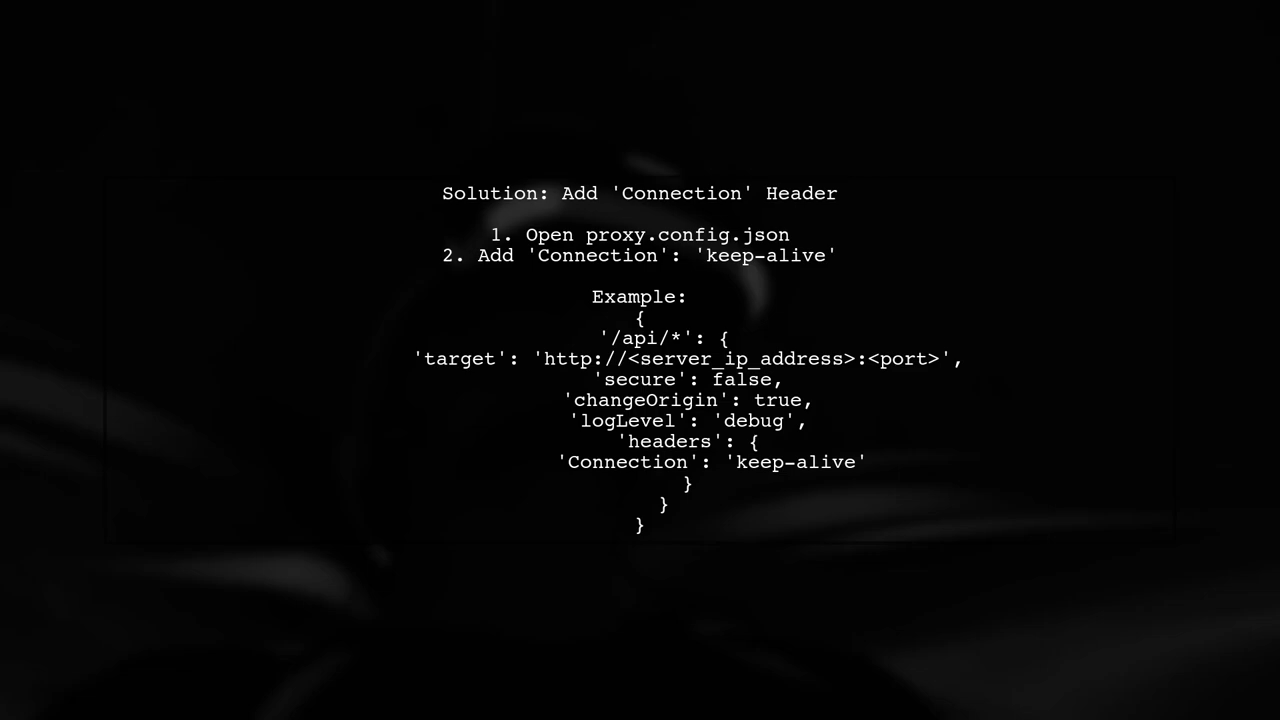 Solution: Add 'Connection' Header
1. Open proxy.config.json
2. Add 'Connection': 'keep-alive'
Example:
{
'/api/*': {
'target': 'http://<server_ip_address>:<port>',
'secure': false,
'changeOrigin': true,
'logLevel': 'debug',
'headers': {
'Connection': 'keep-alive'
}
}
}